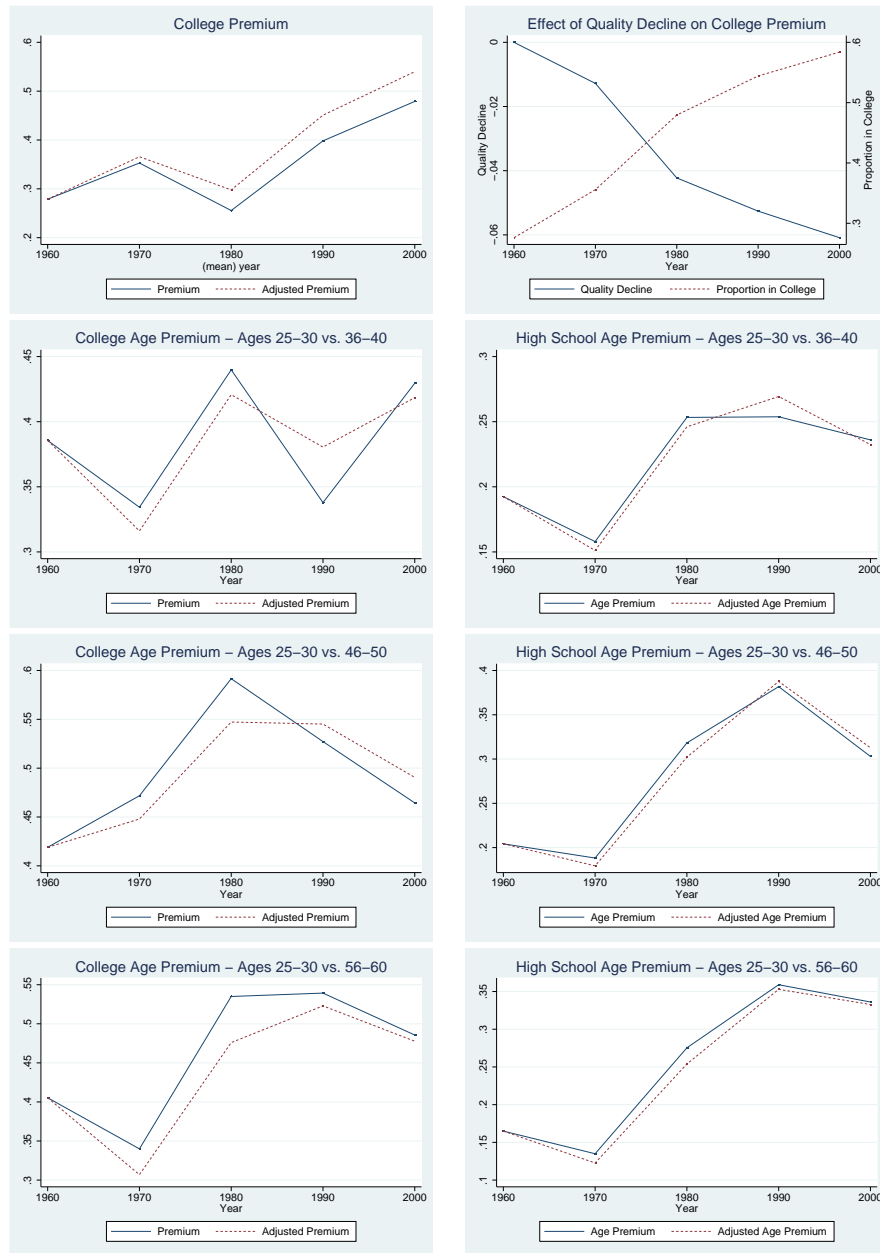 College Premium
.6
.5
.4
.3
.2
1960 1970 1980 1990 2000
(mean) year
Premium Adjusted Premium
Effect of Quality Decline on College Premium
Quality Decline
0
−.02
−.04
−.06
Proportion in College
.6
.5
.4
.3
1960 1970 1980 1990 2000
Year
Quality Decline Proportion in College
College Age Premium − Ages 25−30 vs. 36−40
.45
.4
.35
.3
1960 1970 1980 1990 2000
Year
Premium Adjusted Premium
High School Age Premium − Ages 25−30 vs. 36−40
.3
.25
.2
.15
1960 1970 1980 1990 2000
Year
Age Premium Adjusted Age Premium
College Age Premium − Ages 25−30 vs. 46−50
.6
.55
.5
.45
.4
1960 1970 1980 1990 2000
Year
Premium Adjusted Premium
High School Age Premium − Ages 25−30 vs. 46−50
.4
.35
.3
.25
.2
1960 1970 1980 1990 2000
Year
Age Premium Adjusted Age Premium
College Age Premium − Ages 25−30 vs. 56−60
.55
.5
.45
.4
.35
.3
1960 1970 1980 1990 2000
Year
Premium Adjusted Premium
High School Age Premium − Ages 25−30 vs. 56−60
.35
.3
.25
.2
.15
.1
1960 1970 1980 1990 2000
Year
Age Premium Adjusted Age Premium